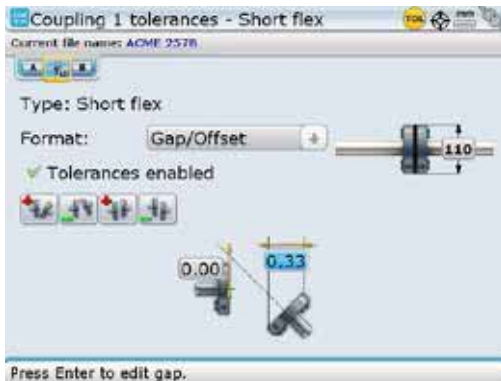 Coupling 1 tolerances - Short flex
TOL
Current file name: ACME 2578
A B
Type: Short flex
Format: Gap/Offset
110
Tolerances enabled
0.00 0.33
Press Enter to edit gap.